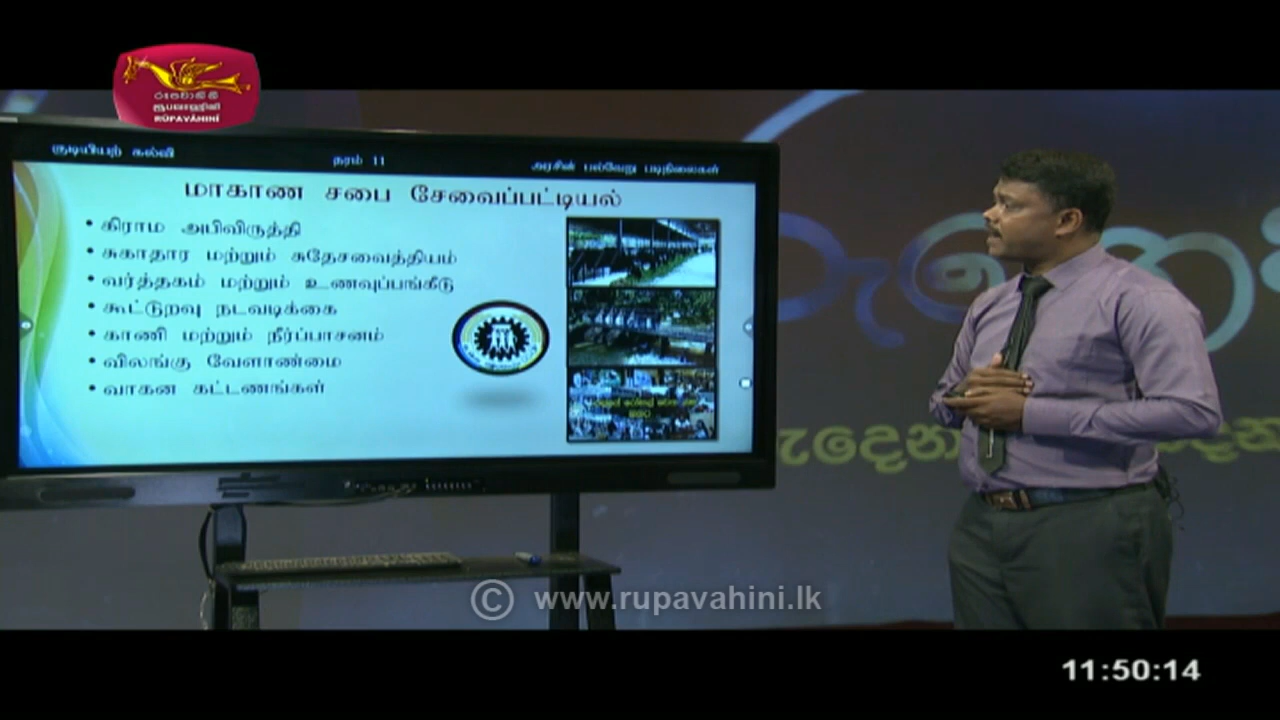 රූපවාහිනී
ரூபவாஹினி
RUPAVAHINI
குடியியற் கல்வி
தரம் 11
அரசின் பல்வேறு படிநிலைகள்
மாகாண சபை சேவைப்பட்டியல்
• கிராம அபிவிருத்தி
• சுகாதார மற்றும் சுதேசவைத்தியம்
• வர்த்தகம் மற்றும் உணவுப்பங்கீடு
• கூட்டுறவு நடவடிக்கை
• காணி மற்றும் நீர்ப்பாசனம்
• விலங்கு வேளாண்மை
• வாகன கட்டணங்கள்
© www.rupavahini.lk
11:50:14